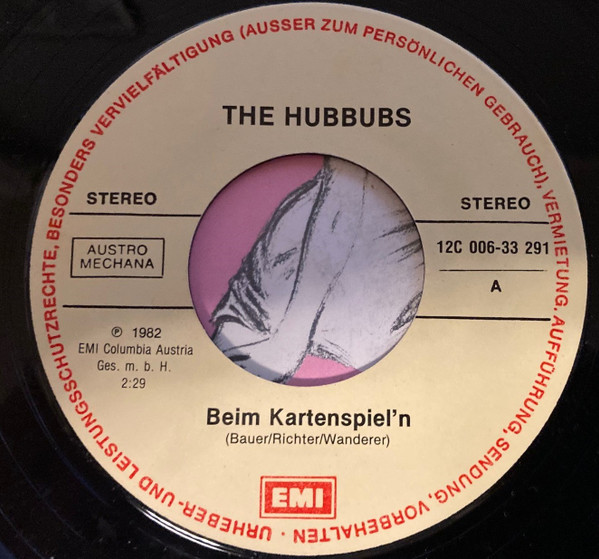 URHEBER- UND LEISTUNGSSCHUTZRECHTE, BESONDERS VERVIELFÄLTIGUNG (AUSSER ZUM PERSÖNLICHEN GEBRAUCH), VERMIETUNG, AUFFÜHRUNG, SENDUNG, VORBEHALTEN ·
THE HUBBUBS
STEREO
STEREO
AUSTRO
MECHANA
12C 006-33 291
A
℗ 1982
EMI Columbia Austria
Ges. m. b. H.
2:29
Beim Kartenspiel'n
(Bauer/Richter/Wanderer)
EMI